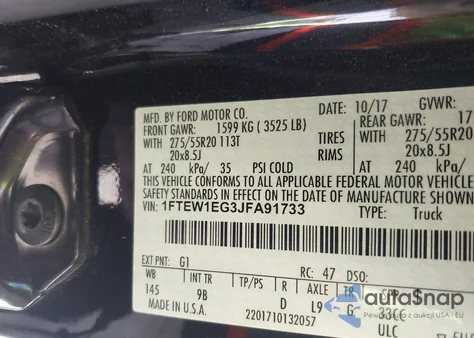 MFD. BY FORD MOTOR CO.
DATE: 10/17 GVWR:
FRONT GAWR: 1599 KG ( 3525 LB)
REAR GAWR: 17
WITH
275/55R20 113T TIRES 275/55R20
20x8.5J RIMS 20x8.5J
AT 240 kPa/ 35 PSI COLD AT 240 kPa/
THIS VEHICLE CONFORMS TO ALL APPLICABLE FEDERAL MOTOR VEHICLE
SAFETY STANDARDS IN EFFECT ON THE DATE OF MANUFACTURE
VIN: 1FTEW1EG3JFA91733
TYPE: Truck
EXT PNT: G1 RC: 47 DSO:
WB INT TR TP/PS R AXLE TR
145 9B D L9 G 3366
MADE IN U.S.A. 2201710132057 ULC
autoSnap
Pewny